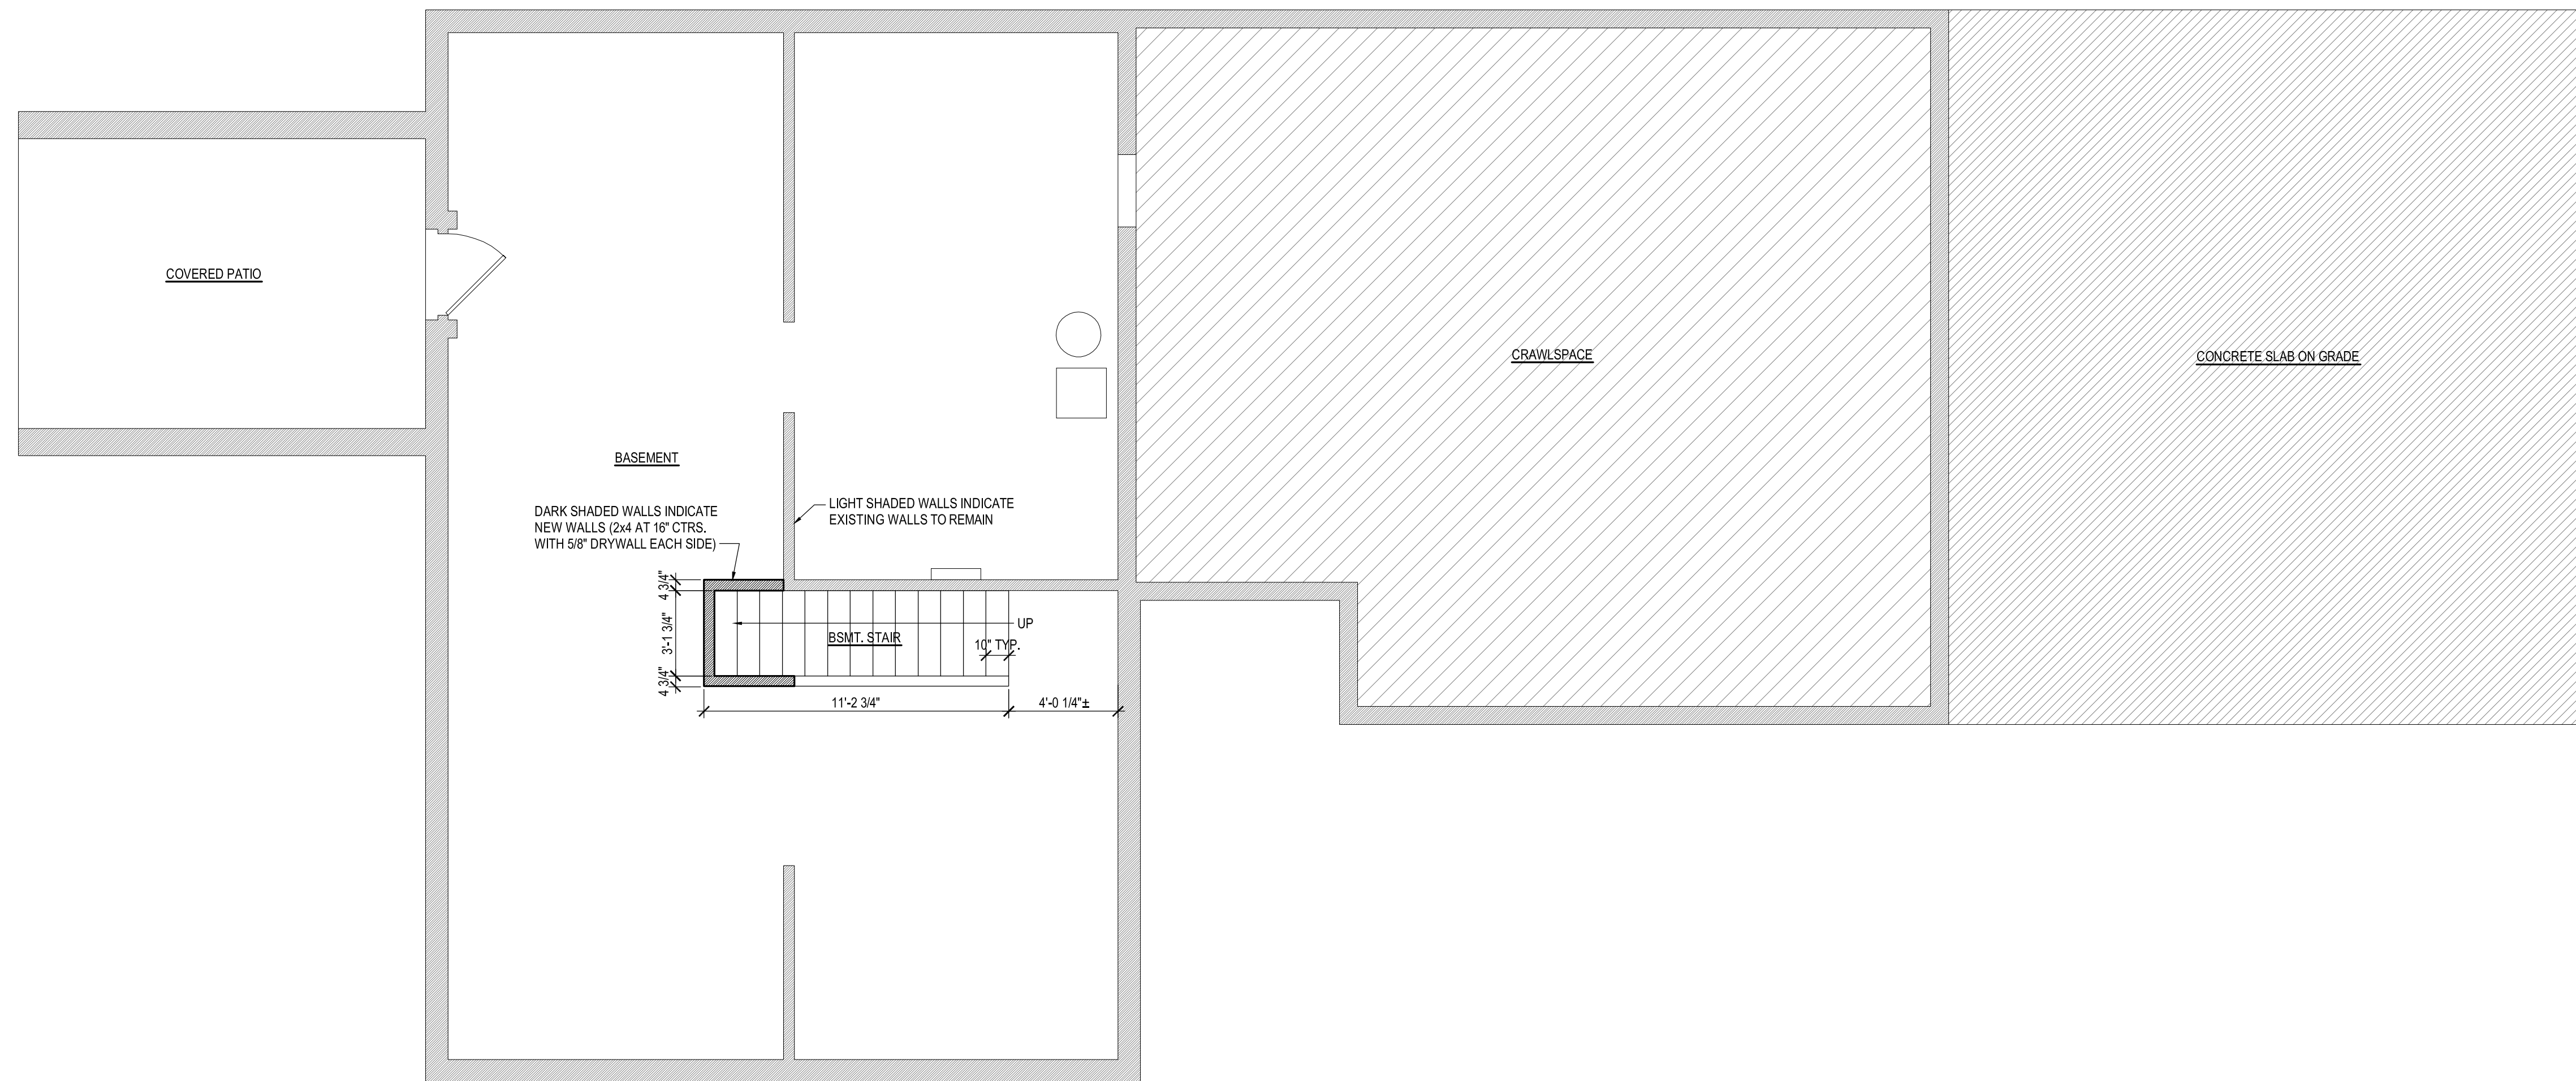 COVERED PATIO
CRAWLSPACE
CONCRETE SLAB ON GRADE
BASEMENT
LIGHT SHADED WALLS INDICATE
EXISTING WALLS TO REMAIN
DARK SHADED WALLS INDICATE
NEW WALLS (2x4 AT 16" CTRS.
WITH 5/8" DRYWALL EACH SIDE)
4 3/4"
3'-1 3/4"
4 3/4"
UP
BSMT. STAIR
10" TYP.
11'-2 3/4"
4'-0 1/4"±